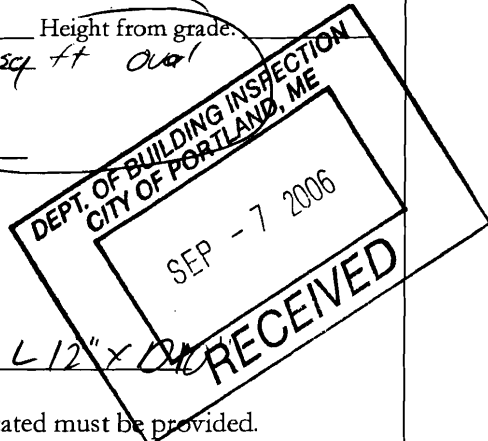 Height from grade:
sq ft oval
DEPT. OF BUILDING INSPECTION
CITY OF PORTLAND, ME
SEP - 7 2006
RECEIVED
L 12" x
ated must be provided.